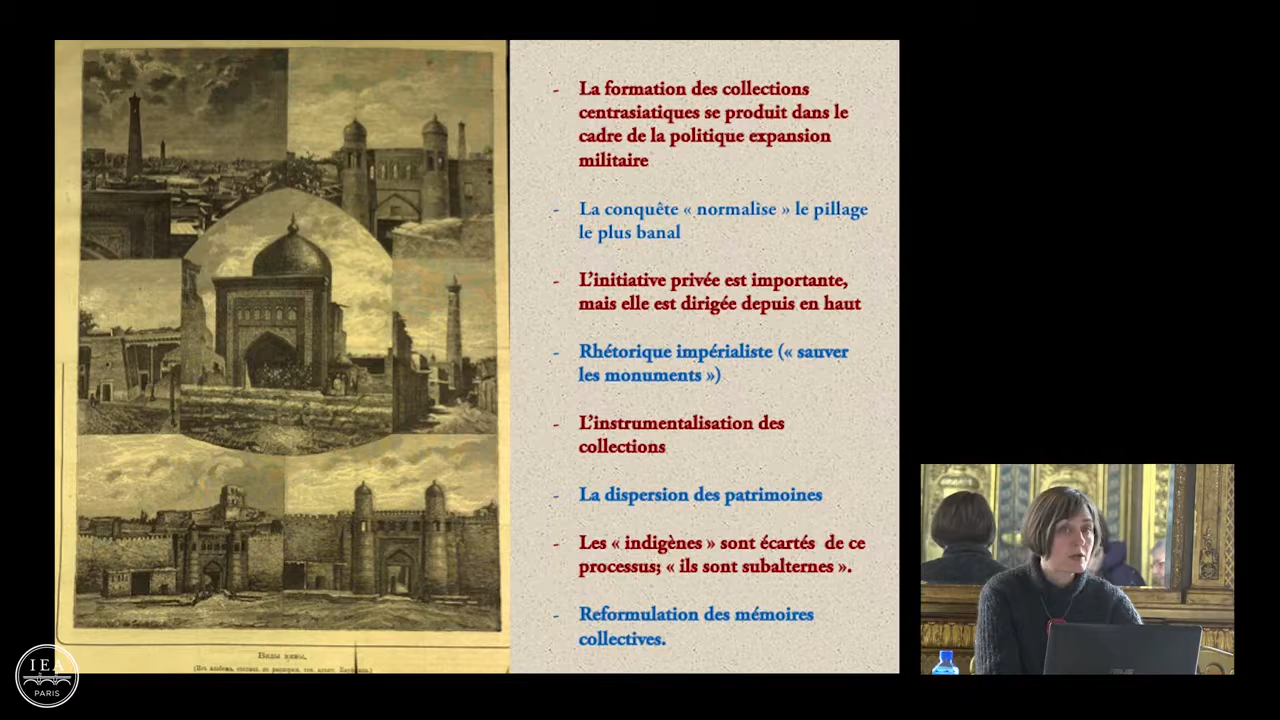 - La formation des collections
centrasiatiques se produit dans le
cadre de la politique expansion
militaire
- La conquête « normalise » le pillage
le plus banal
- L'initiative privée est importante,
mais elle est dirigée depuis en haut
- Rhétorique impérialiste (« sauver
les monuments »)
- L'instrumentalisation des
collections
- La dispersion des patrimoines
- Les « indigènes » sont écartés de ce
processus; « ils sont subalternes ».
- Reformulation des mémoires
collectives.
Виды Хивы.
IEA
PARIS